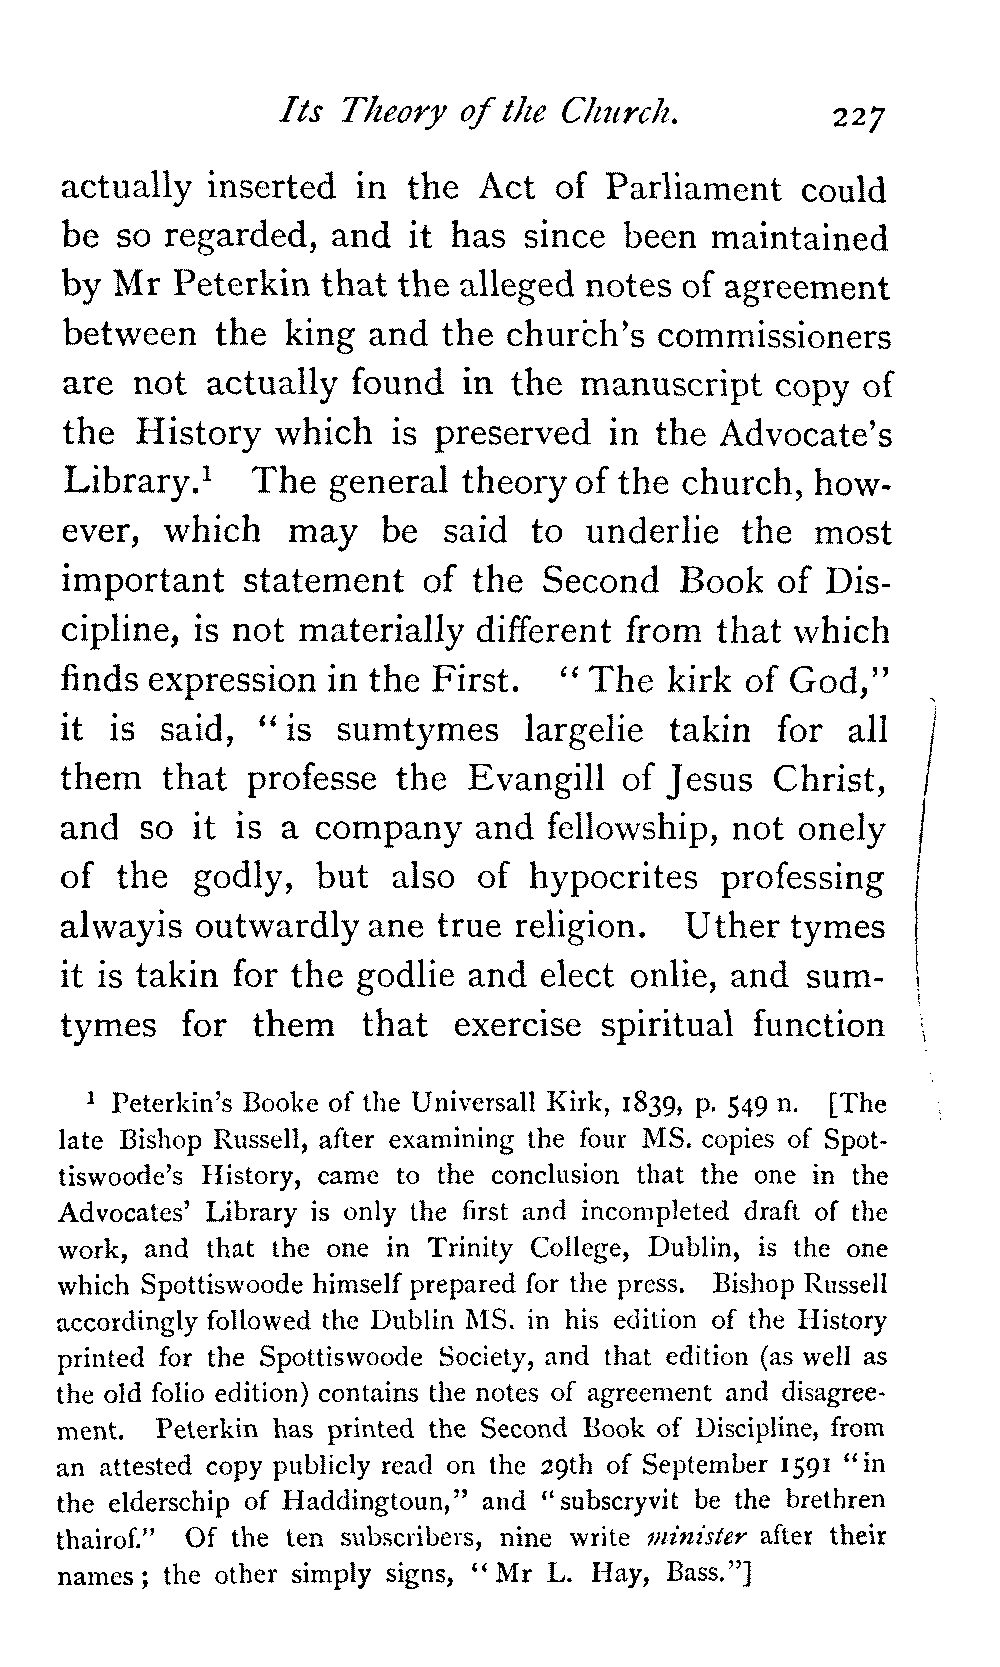 Its Theory of the Church. 227
actually inserted in the Act of Parliament could
be so regarded, and it has since been maintained
by Mr Peterkin that the alleged notes of agreement
between the king and the church's commissioners
are not actually found in the manuscript copy of
the History which is preserved in the Advocate's
Library.¹ The general theory of the church, how-
ever, which may be said to underlie the most
important statement of the Second Book of Dis-
cipline, is not materially different from that which
finds expression in the First. "The kirk of God,"
it is said, "is sumtymes largelie takin for all
them that professe the Evangill of Jesus Christ,
and so it is a company and fellowship, not onely
of the godly, but also of hypocrites professing
alwayis outwardly ane true religion. Uther tymes
it is takin for the godlie and elect onlie, and sum-
tymes for them that exercise spiritual function
¹ Peterkin's Booke of the Universall Kirk, 1839, p. 549 n. [The
late Bishop Russell, after examining the four MS. copies of Spot-
tiswoode's History, came to the conclusion that the one in the
Advocates' Library is only the first and incompleted draft of the
work, and that the one in Trinity College, Dublin, is the one
which Spottiswoode himself prepared for the press. Bishop Russell
accordingly followed the Dublin MS. in his edition of the History
printed for the Spottiswoode Society, and that edition (as well as
the old folio edition) contains the notes of agreement and disagree-
ment. Peterkin has printed the Second Book of Discipline, from
an attested copy publicly read on the 29th of September 1591 "in
the elderschip of Haddingtoun," and "subscryvit be the brethren
thairof." Of the ten subscribers, nine write minister after their
names; the other simply signs, "Mr L. Hay, Bass."]